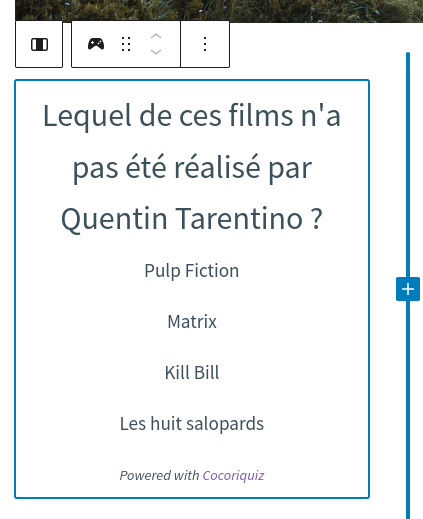 Lequel de ces films n'a
pas été réalisé par
Quentin Tarentino ?
Pulp Fiction
Matrix
Kill Bill
Les huit salopards
Powered with Cocoriquiz